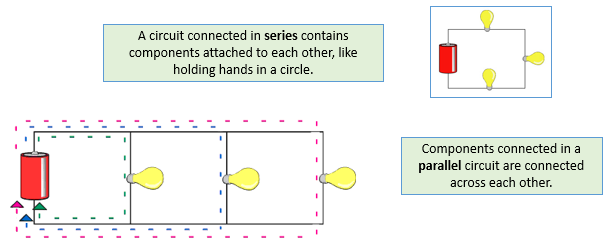 A circuit connected in series contains
components attached to each other, like
holding hands in a circle.
Components connected in a
parallel circuit are connected
across each other.